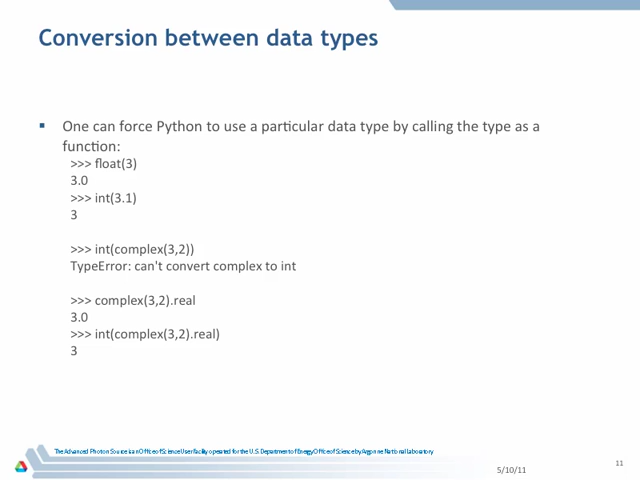 Conversion between data types
▪ One can force Python to use a particular data type by calling the type as a
function:
>>> float(3)
3.0
>>> int(3.1)
3
>>> int(complex(3,2))
TypeError: can't convert complex to int
>>> complex(3,2).real
3.0
>>> int(complex(3,2).real)
3
The Advanced Photon Source is an Office of Science User Facility operated for the U.S. Department of Energy Office of Science by Argonne National Laboratory
5/10/11
11